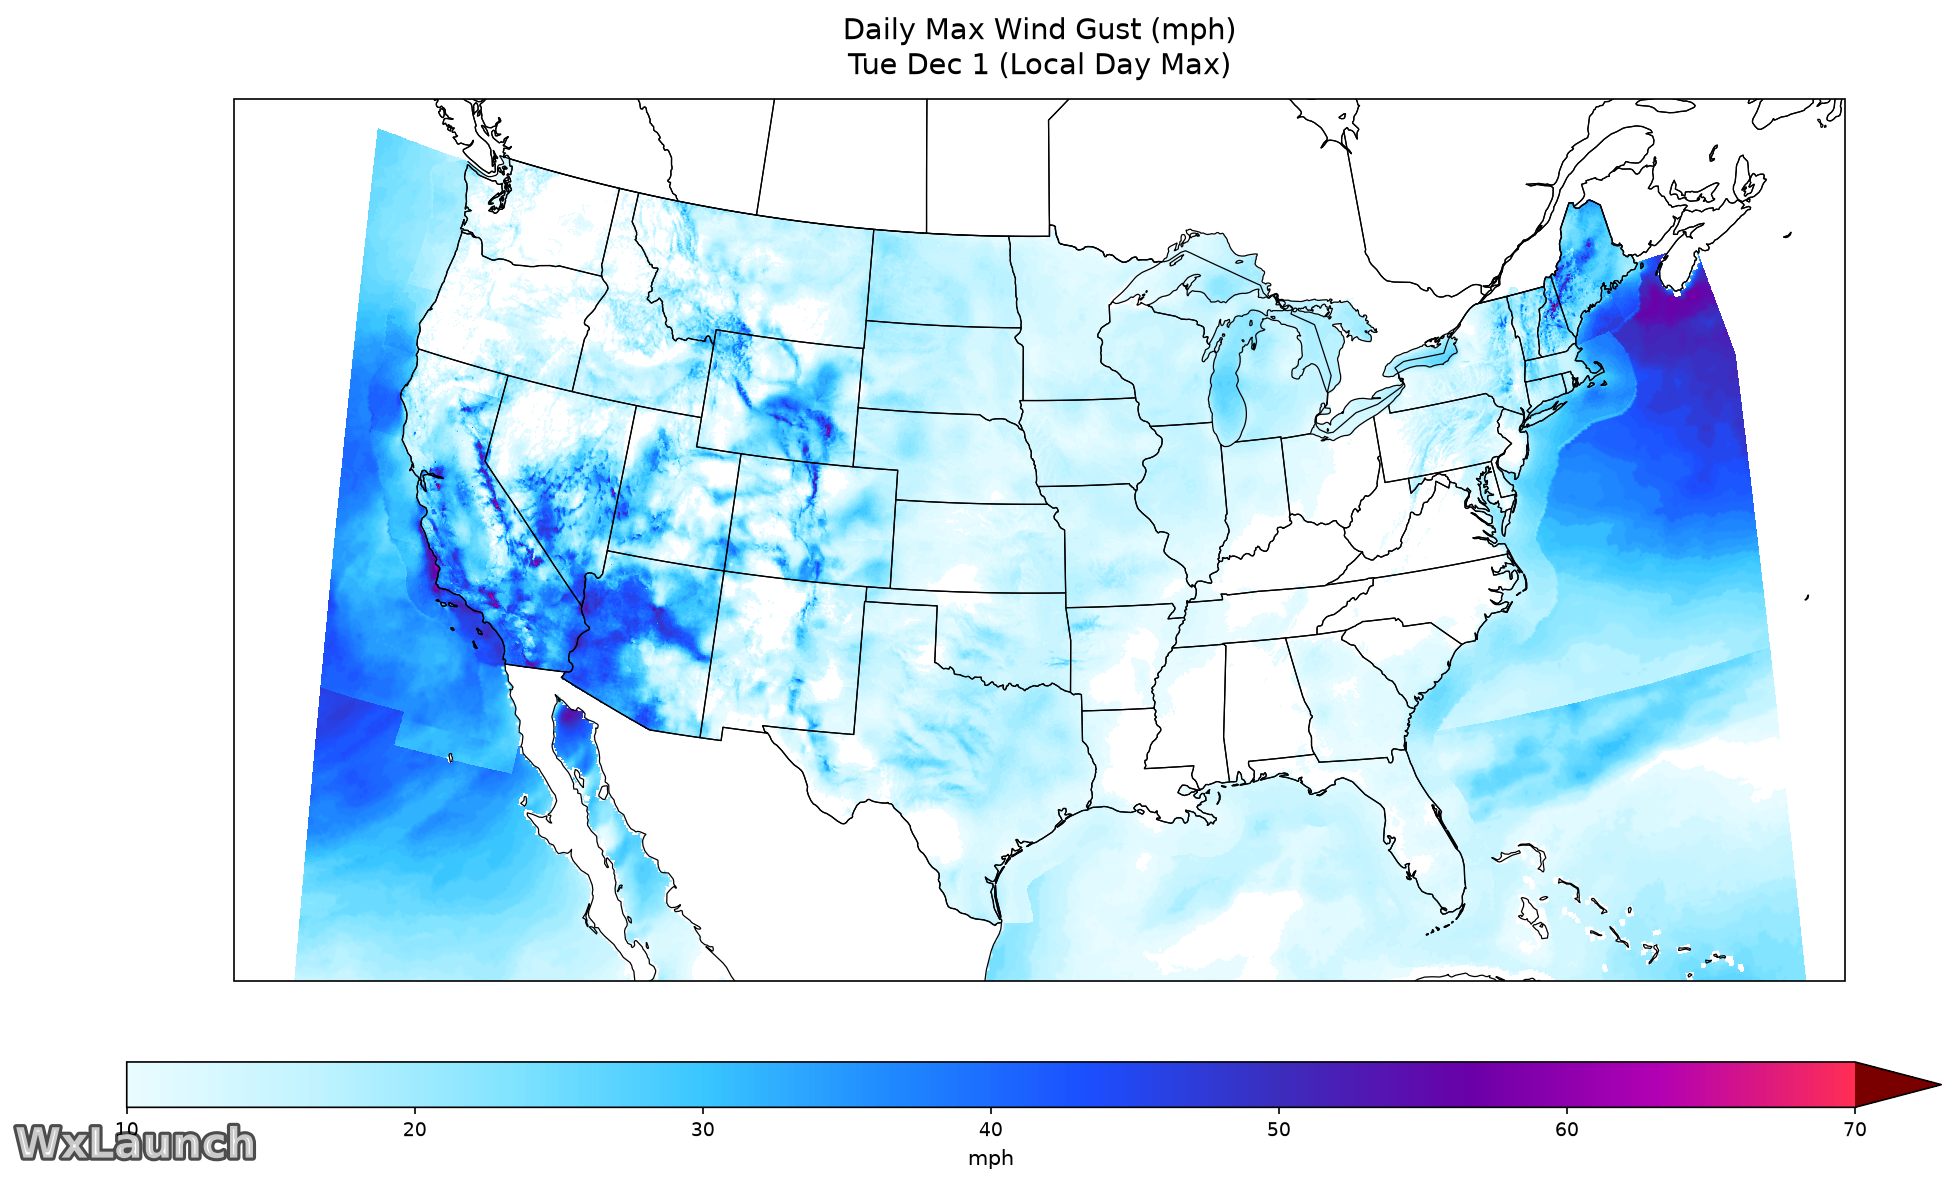 Daily Max Wind Gust (mph)
Tue Dec 1 (Local Day Max)
10 20 30 40 50 60 70
mph
WxLaunch